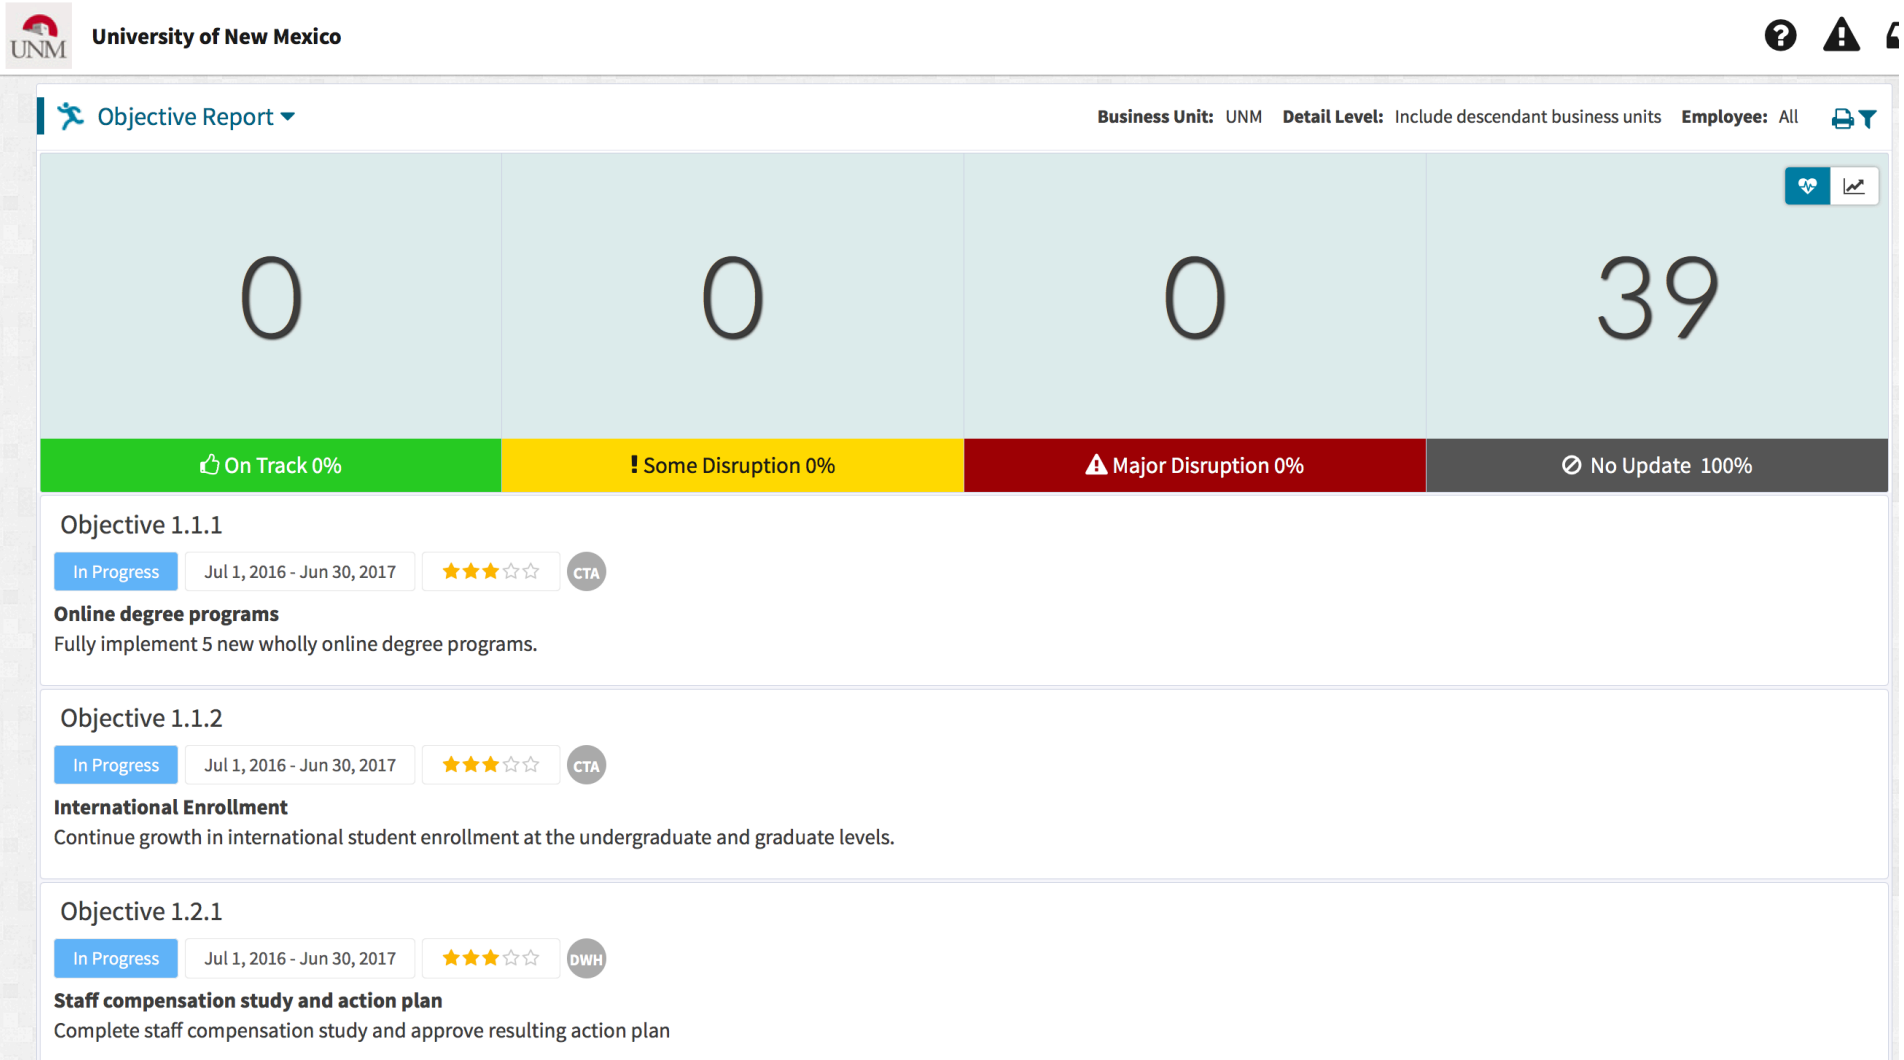 UNM
University of New Mexico
Objective Report
Business Unit: UNM Detail Level: Include descendant business units Employee: All
0 0 0 39
On Track 0% Some Disruption 0% Major Disruption 0% No Update 100%
Objective 1.1.1
In Progress Jul 1, 2016 - Jun 30, 2017 CTA
Online degree programs
Fully implement 5 new wholly online degree programs.
Objective 1.1.2
In Progress Jul 1, 2016 - Jun 30, 2017 CTA
International Enrollment
Continue growth in international student enrollment at the undergraduate and graduate levels.
Objective 1.2.1
In Progress Jul 1, 2016 - Jun 30, 2017 DWH
Staff compensation study and action plan
Complete staff compensation study and approve resulting action plan